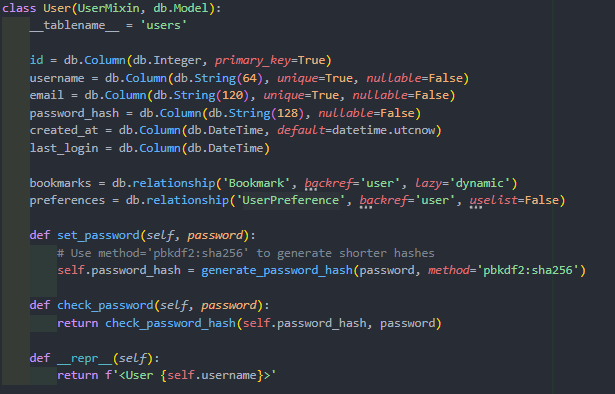 class User(UserMixin, db.Model):
    __tablename__ = 'users'

    id = db.Column(db.Integer, primary_key=True)
    username = db.Column(db.String(64), unique=True, nullable=False)
    email = db.Column(db.String(120), unique=True, nullable=False)
    password_hash = db.Column(db.String(128), nullable=False)
    created_at = db.Column(db.DateTime, default=datetime.utcnow)
    last_login = db.Column(db.DateTime)

    bookmarks = db.relationship('Bookmark', backref='user', lazy='dynamic')
    preferences = db.relationship('UserPreference', backref='user', uselist=False)

    def set_password(self, password):
        # Use method='pbkdf2:sha256' to generate shorter hashes
        self.password_hash = generate_password_hash(password, method='pbkdf2:sha256')

    def check_password(self, password):
        return check_password_hash(self.password_hash, password)

    def __repr__(self):
        return f'<User {self.username}>'